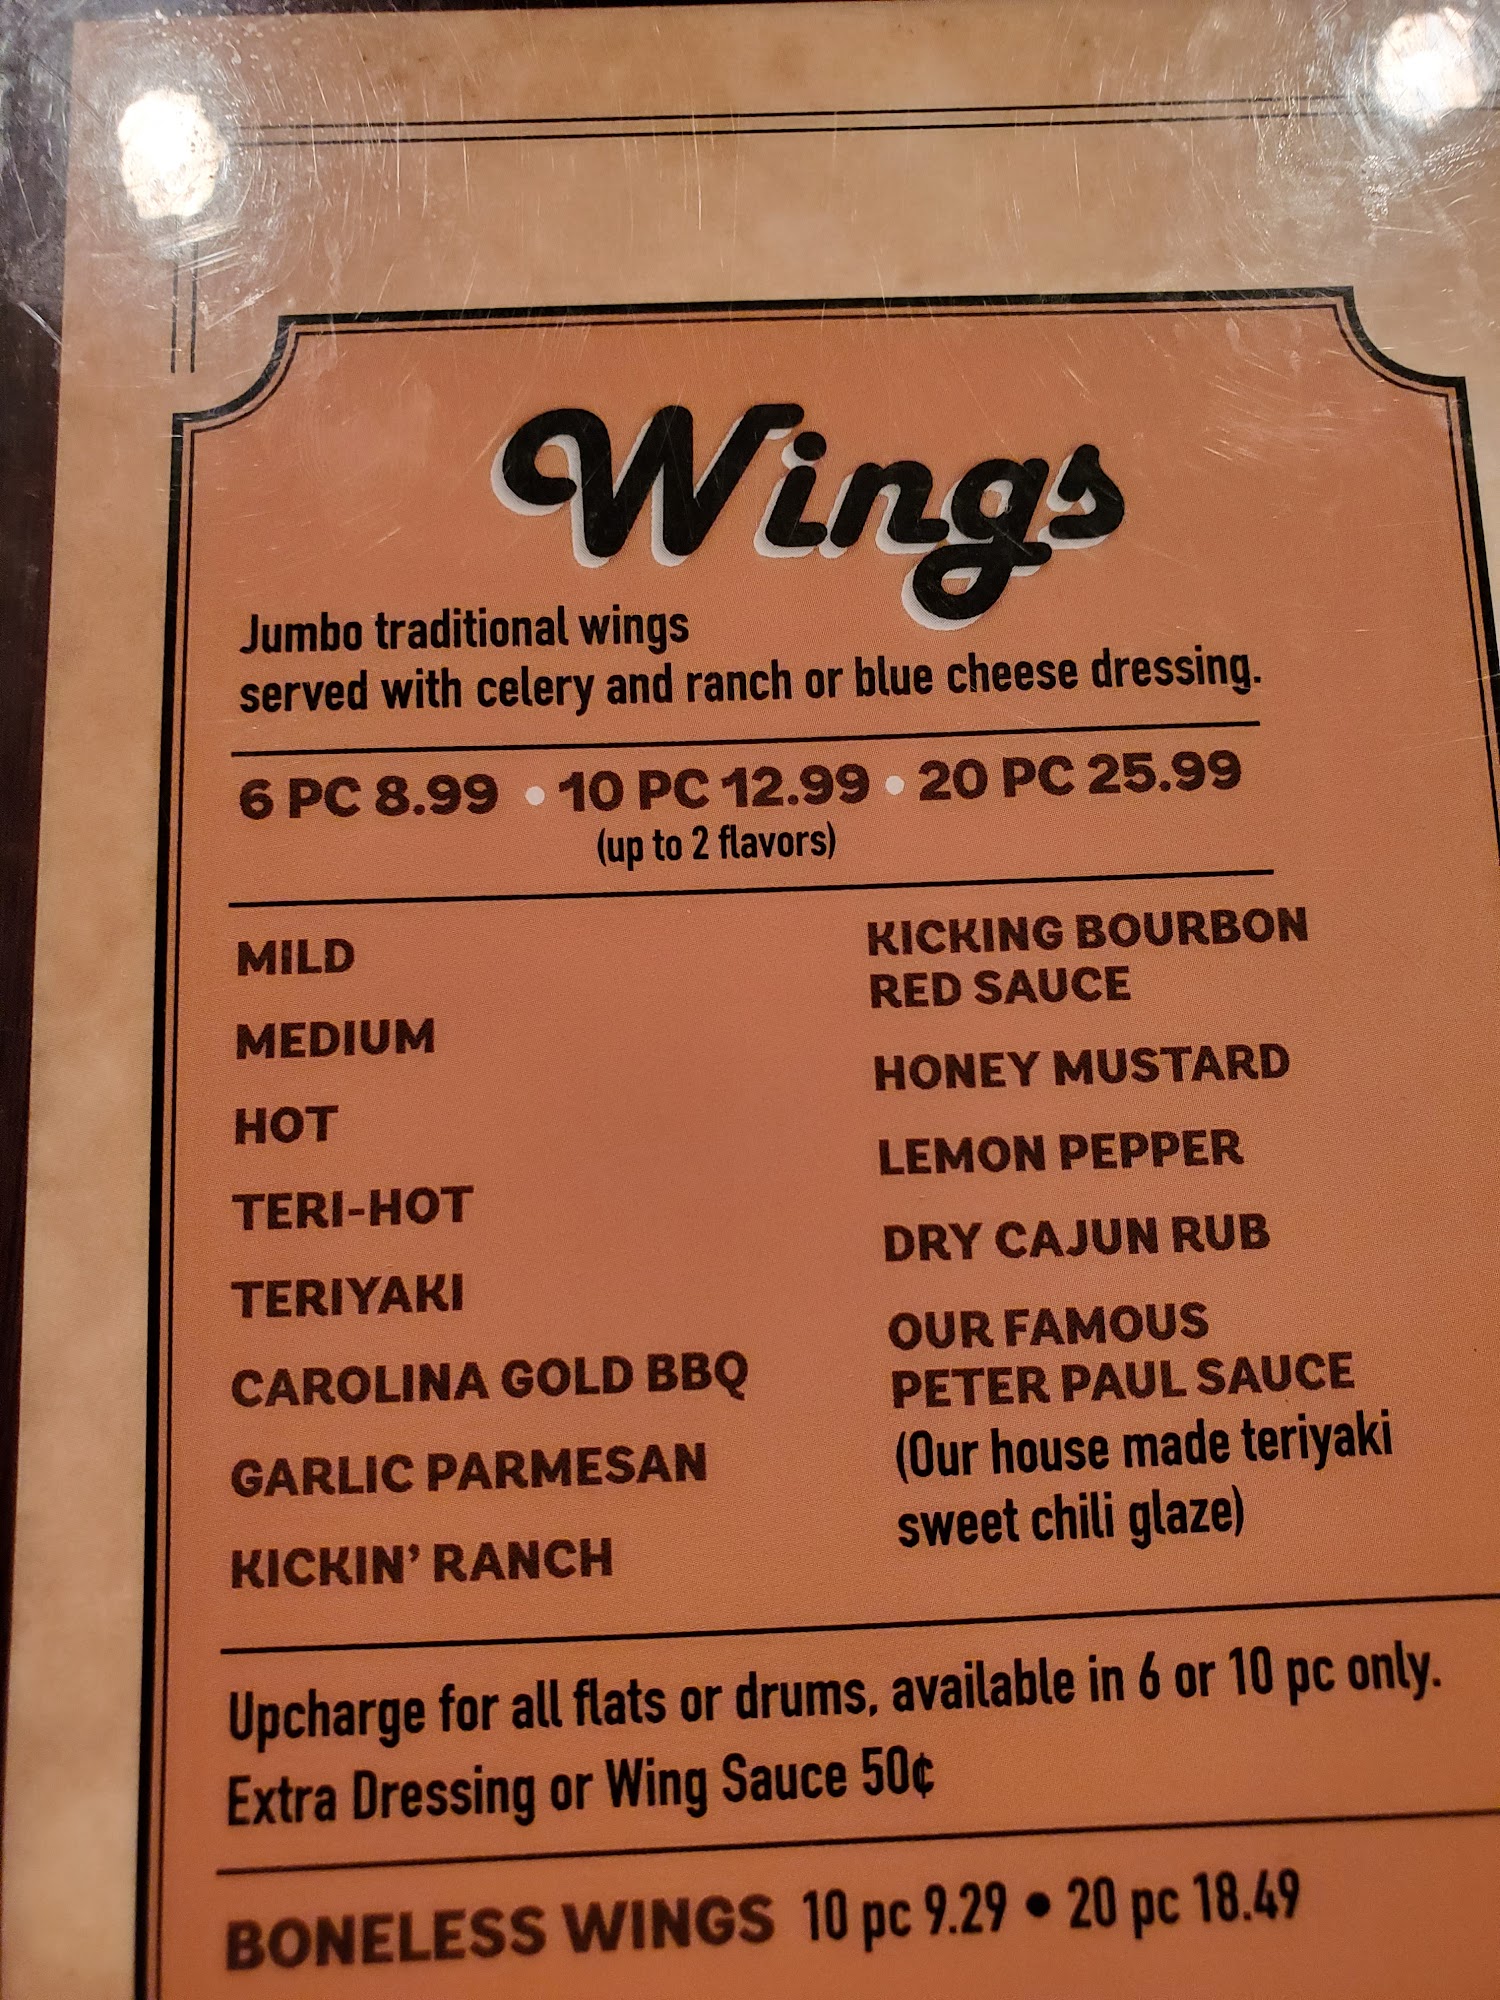 Wings
Jumbo traditional wings
served with celery and ranch or blue cheese dressing.
6 PC 8.99 • 10 PC 12.99 • 20 PC 25.99
(up to 2 flavors)
MILD
MEDIUM
HOT
TERI-HOT
TERIYAKI
CAROLINA GOLD BBQ
GARLIC PARMESAN
KICKIN' RANCH
KICKING BOURBON
RED SAUCE
HONEY MUSTARD
LEMON PEPPER
DRY CAJUN RUB
OUR FAMOUS
PETER PAUL SAUCE
(Our house made teriyaki
sweet chili glaze)
Upcharge for all flats or drums, available in 6 or 10 pc only.
Extra Dressing or Wing Sauce 50¢
BONELESS WINGS 10 pc 9.29 • 20 pc 18.49